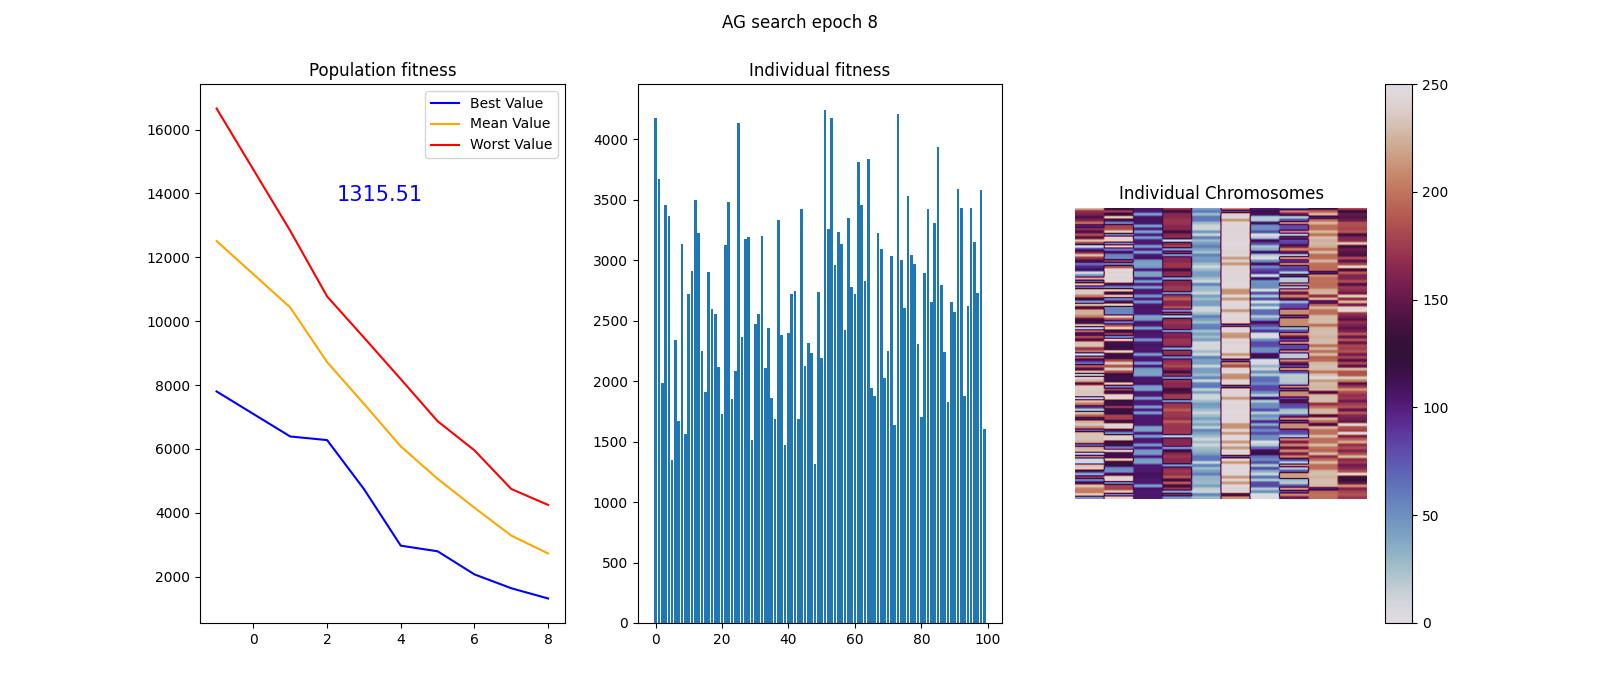 AG search epoch 8
Population fitness
Best Value
Mean Value
Worst Value
1315.51
16000
14000
12000
10000
8000
6000
4000
2000
0 2 4 6 8
Individual fitness
4000
3500
3000
2500
2000
1500
1000
500
0
0 20 40 60 80 100
Individual Chromosomes
250
200
150
100
50
0